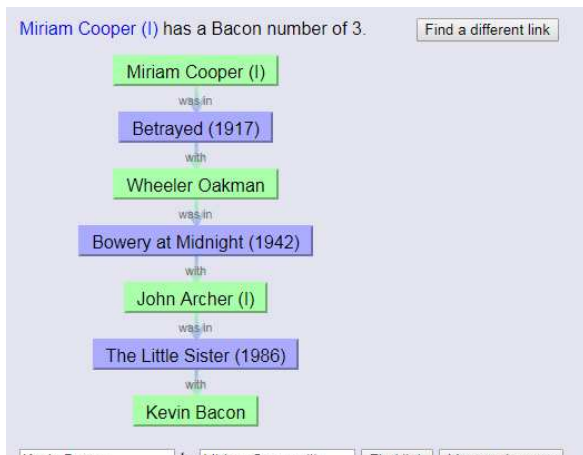 Miriam Cooper (I) has a Bacon number of 3. Find a different link
Miriam Cooper (I)
was in
Betrayed (1917)
with
Wheeler Oakman
was in
Bowery at Midnight (1942)
with
John Archer (I)
was in
The Little Sister (1986)
with
Kevin Bacon